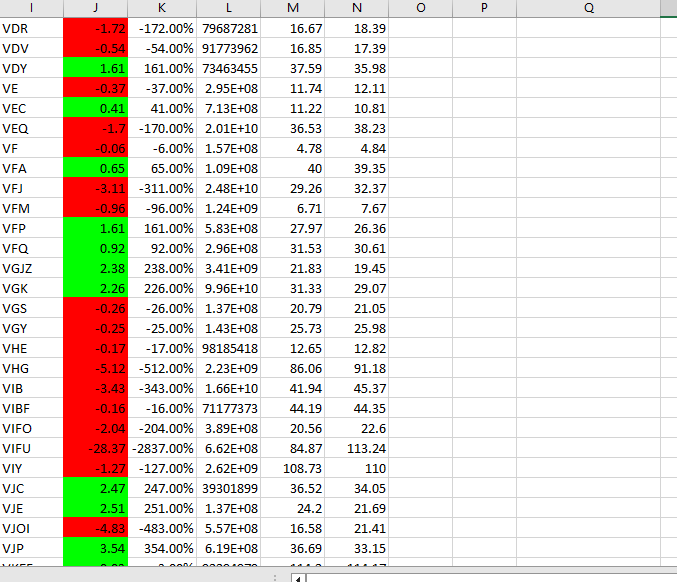 I J K L M N O P Q
VDR -1.72 -172.00% 79687281 16.67 18.39
VDV -0.54 -54.00% 91773962 16.85 17.39
VDY 1.61 161.00% 73463455 37.59 35.98
VE -0.37 -37.00% 2.95E+08 11.74 12.11
VEC 0.41 41.00% 7.13E+08 11.22 10.81
VEQ -1.7 -170.00% 2.01E+10 36.53 38.23
VF -0.06 -6.00% 1.57E+08 4.78 4.84
VFA 0.65 65.00% 1.09E+08 40 39.35
VFJ -3.11 -311.00% 2.48E+10 29.26 32.37
VFM -0.96 -96.00% 1.24E+09 6.71 7.67
VFP 1.61 161.00% 5.83E+08 27.97 26.36
VFQ 0.92 92.00% 2.96E+08 31.53 30.61
VGJZ 2.38 238.00% 3.41E+09 21.83 19.45
VGK 2.26 226.00% 9.96E+10 31.33 29.07
VGS -0.26 -26.00% 1.37E+08 20.79 21.05
VGY -0.25 -25.00% 1.43E+08 25.73 25.98
VHE -0.17 -17.00% 98185418 12.65 12.82
VHG -5.12 -512.00% 2.23E+09 86.06 91.18
VIB -3.43 -343.00% 1.66E+10 41.94 45.37
VIBF -0.16 -16.00% 71177373 44.19 44.35
VIFO -2.04 -204.00% 3.89E+08 20.56 22.6
VIFU -28.37 -2837.00% 6.62E+08 84.87 113.24
VIY -1.27 -127.00% 2.62E+09 108.73 110
VJC 2.47 247.00% 39301899 36.52 34.05
VJE 2.51 251.00% 1.37E+08 24.2 21.69
VJOI -4.83 -483.00% 5.57E+08 16.58 21.41
VJP 3.54 354.00% 6.19E+08 36.69 33.15